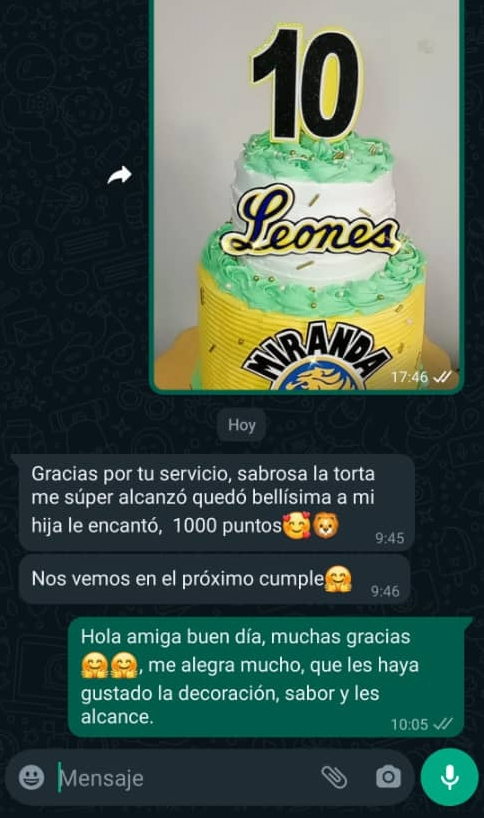 10
Leones
MIRANDA
17:46
Hoy
Gracias por tu servicio, sabrosa la torta
me súper alcanzó quedó bellísima a mi
hija le encantó, 1000 puntos🥰🦁
9:45
Nos vemos en el próximo cumple🤗
9:46
Hola amiga buen día, muchas gracias
🤗🤗, me alegra mucho, que les haya
gustado la decoración, sabor y les
alcance.
10:05
Mensaje